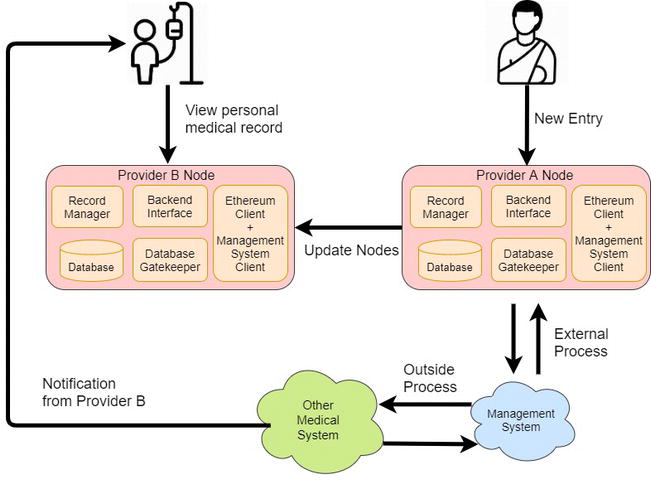 View personal
medical record
New Entry
Provider B Node
Record
Manager
Backend
Interface
Ethereum
Client
+
Management
System
Client
Database
Database
Gatekeeper
Update Nodes
Provider A Node
Record
Manager
Backend
Interface
Ethereum
Client
+
Management
System
Client
Database
Database
Gatekeeper
External
Process
Outside
Process
Notification
from Provider B
Other
Medical
System
Management
System